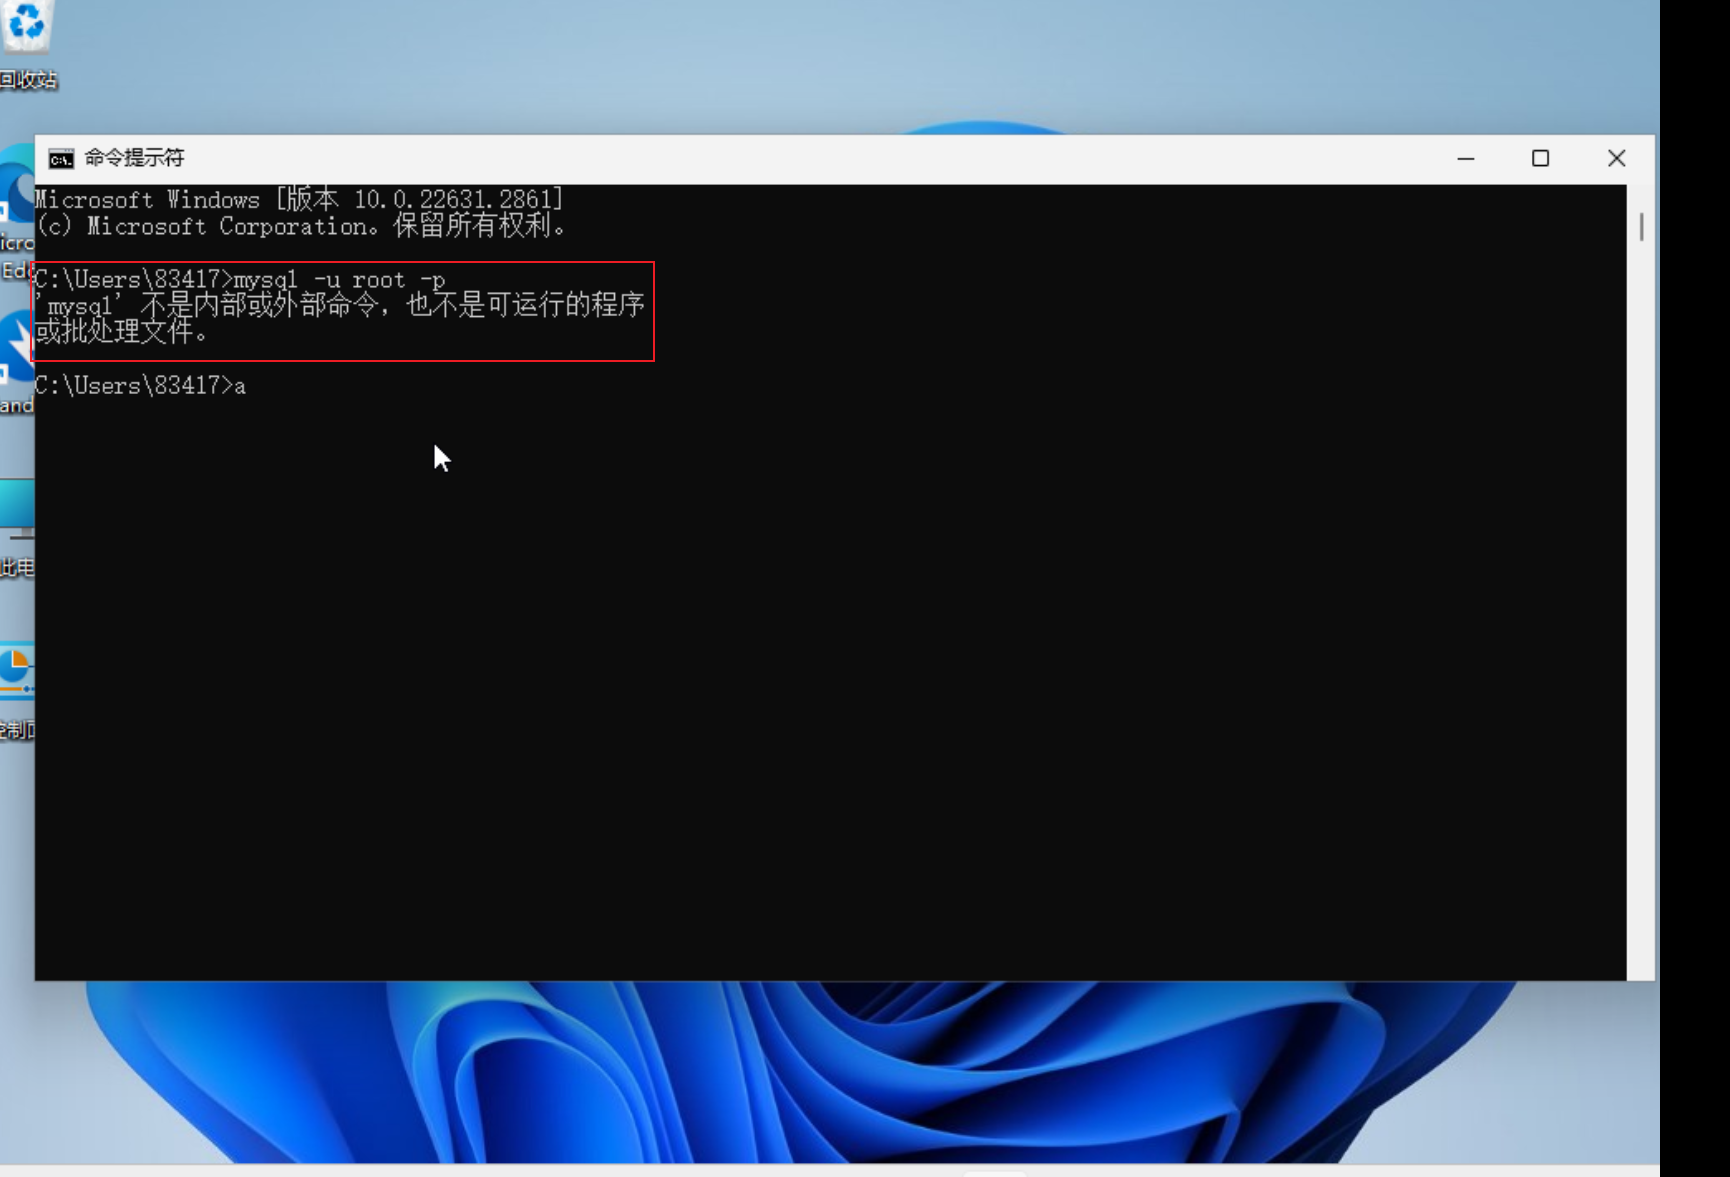 回收站
命令提示符
Microsoft Windows [版本 10.0.22631.2861]
(c) Microsoft Corporation。保留所有权利。
C:\Users\83417>mysql -u root -p
'mysql' 不是内部或外部命令，也不是可运行的程序
或批处理文件。
C:\Users\83417>a
icro
Ed
and
此电
控制